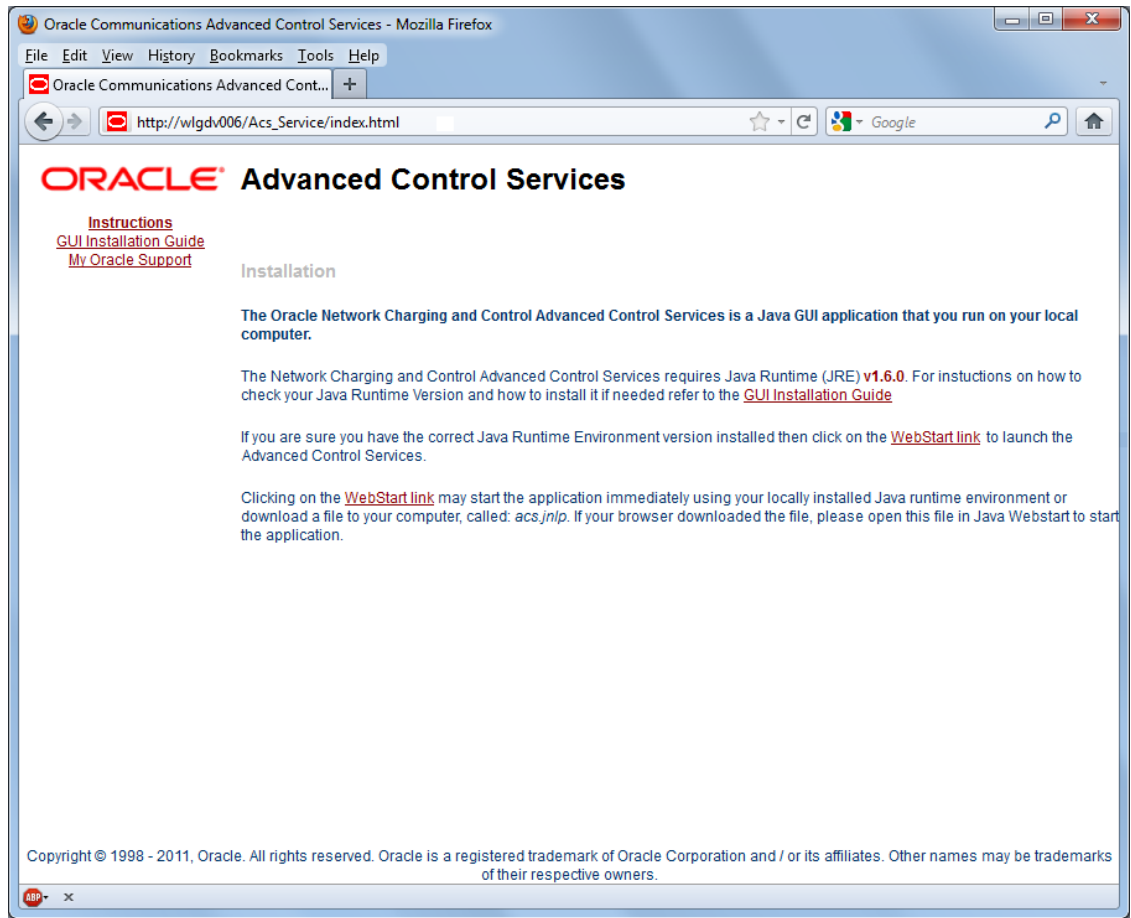 Oracle Communications Advanced Control Services - Mozilla Firefox
File Edit View History Bookmarks Tools Help
Oracle Communications Advanced Cont...
http://wlgdv006/Acs_Service/index.html
Google
ORACLE Advanced Control Services
Instructions
GUI Installation Guide
My Oracle Support
Installation
The Oracle Network Charging and Control Advanced Control Services is a Java GUI application that you run on your local
computer.
The Network Charging and Control Advanced Control Services requires Java Runtime (JRE) v1.6.0. For instuctions on how to
check your Java Runtime Version and how to install it if needed refer to the GUI Installation Guide
If you are sure you have the correct Java Runtime Environment version installed then click on the WebStart link to launch the
Advanced Control Services.
Clicking on the WebStart link may start the application immediately using your locally installed Java runtime environment or
download a file to your computer, called: acs.jnlp. If your browser downloaded the file, please open this file in Java Webstart to start
the application.
Copyright © 1998 - 2011, Oracle. All rights reserved. Oracle is a registered trademark of Oracle Corporation and / or its affiliates. Other names may be trademarks
of their respective owners.
ABP